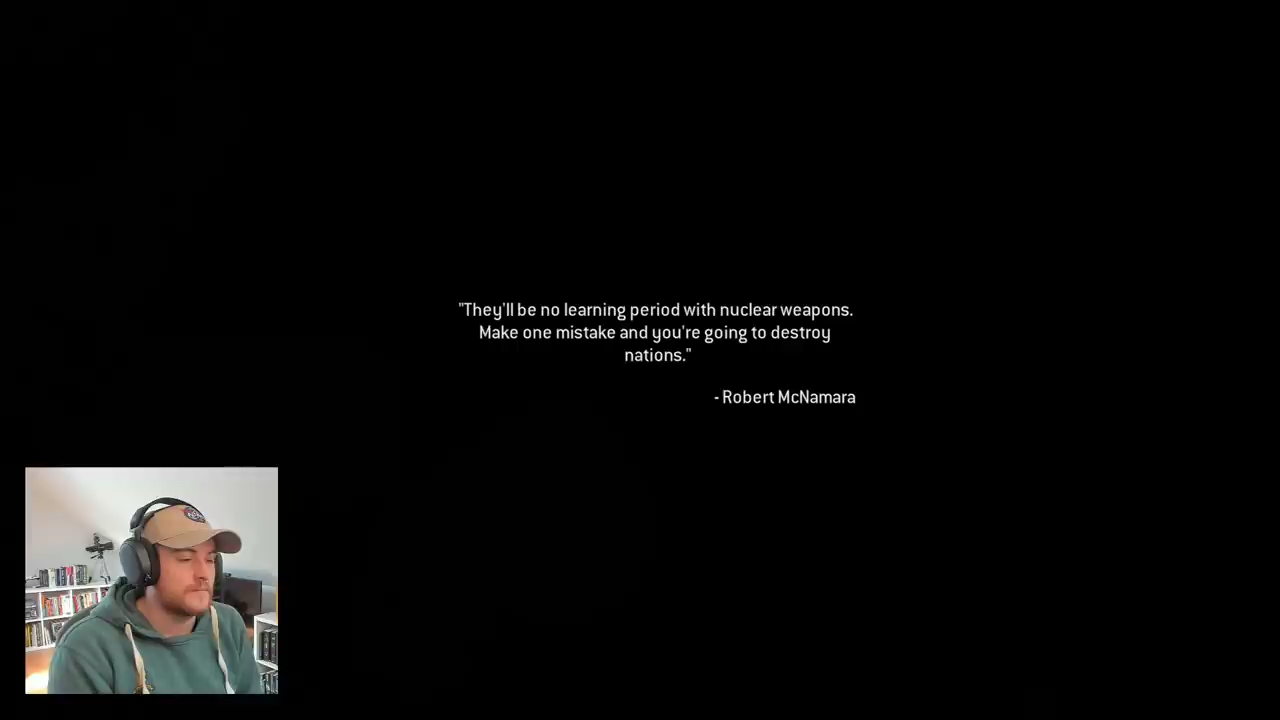 "They'll be no learning period with nuclear weapons.
Make one mistake and you're going to destroy
nations."
- Robert McNamara